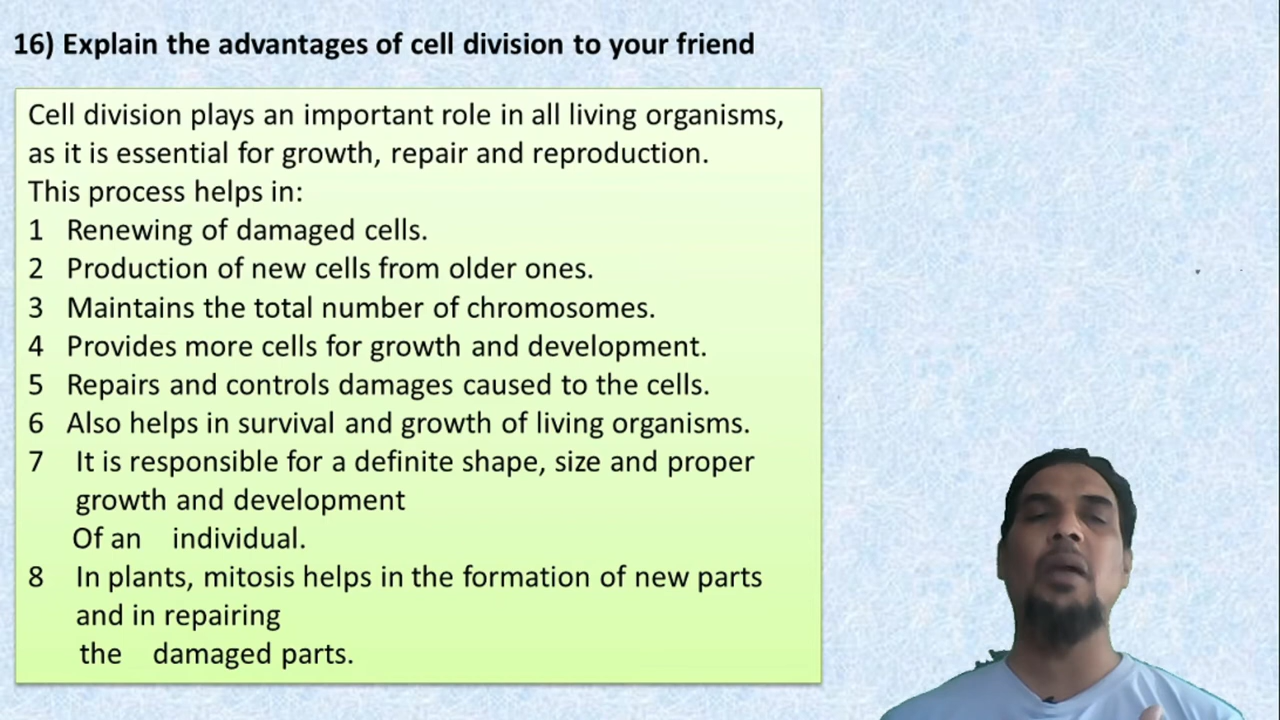 16) Explain the advantages of cell division to your friend
Cell division plays an important role in all living organisms,
as it is essential for growth, repair and reproduction.
This process helps in:
1 Renewing of damaged cells.
2 Production of new cells from older ones.
3 Maintains the total number of chromosomes.
4 Provides more cells for growth and development.
5 Repairs and controls damages caused to the cells.
6 Also helps in survival and growth of living organisms.
7 It is responsible for a definite shape, size and proper
growth and development
Of an individual.
8 In plants, mitosis helps in the formation of new parts
and in repairing
the damaged parts.